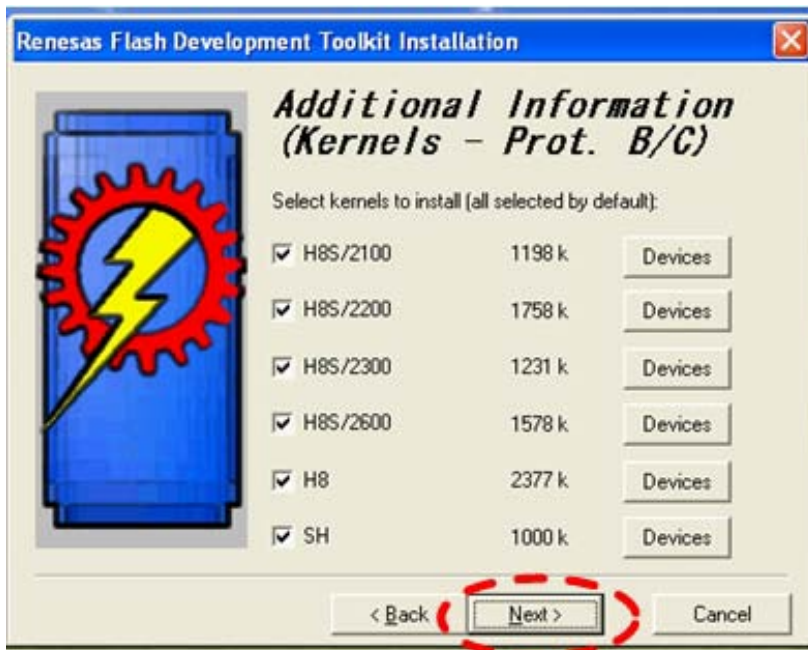 Renesas Flash Development Toolkit Installation
Additional Information
(Kernels - Prot. B/C)
Select kernels to install (all selected by default):
H8S/2100 1198 k Devices
H8S/2200 1758 k Devices
H8S/2300 1231 k Devices
H8S/2600 1578 k Devices
H8 2377 k Devices
SH 1000 k Devices
< Back Next > Cancel